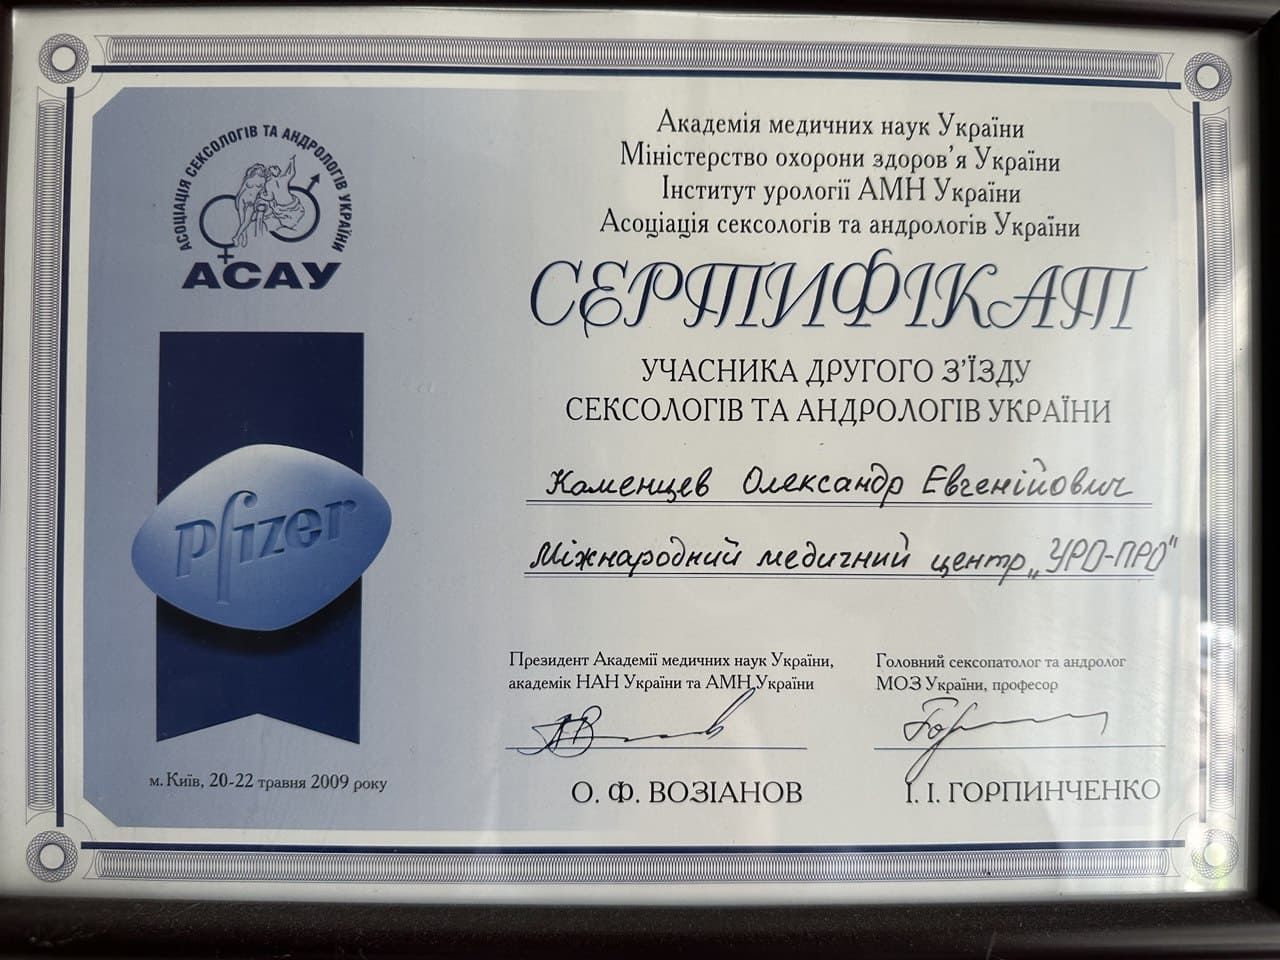 АСОЦІАЦІЯ СЕКСОЛОГІВ ТА АНДРОЛОГІВ УКРАЇНИ
АСАУ
Академія медичних наук України
Міністерство охорони здоров'я України
Інститут урології АМН України
Асоціація сексологів та андрологів України
СЕРТИФІКАТ
УЧАСНИКА ДРУГОГО З'ЇЗДУ
СЕКСОЛОГІВ ТА АНДРОЛОГІВ УКРАЇНИ
Каменцев Олександр Евгенійович
Міжнародний медичний центр „УРО-ПРО"
Pfizer
Президент Академії медичних наук України,
академік НАН України та АМН України
О. Ф. ВОЗІАНОВ
Головний сексопатолог та андролог
МОЗ України, професор
І. І. ГОРПИНЧЕНКО
м. Київ, 20-22 травня 2009 року